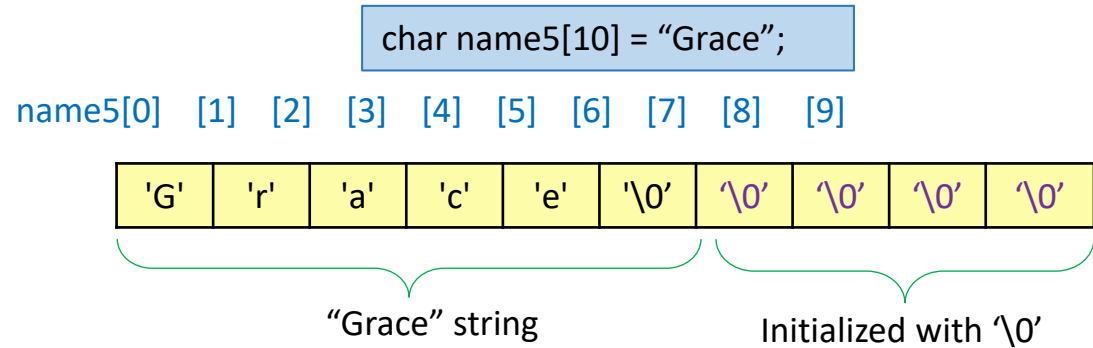 char name5[10] = “Grace”;
name5[0] [1] [2] [3] [4] [5] [6] [7] [8] [9]
'G' 'r' 'a' 'c' 'e' '\0’ ‘\0’ ‘\0’ ‘\0’ ‘\0’
“Grace” string Initialized with ‘\0’